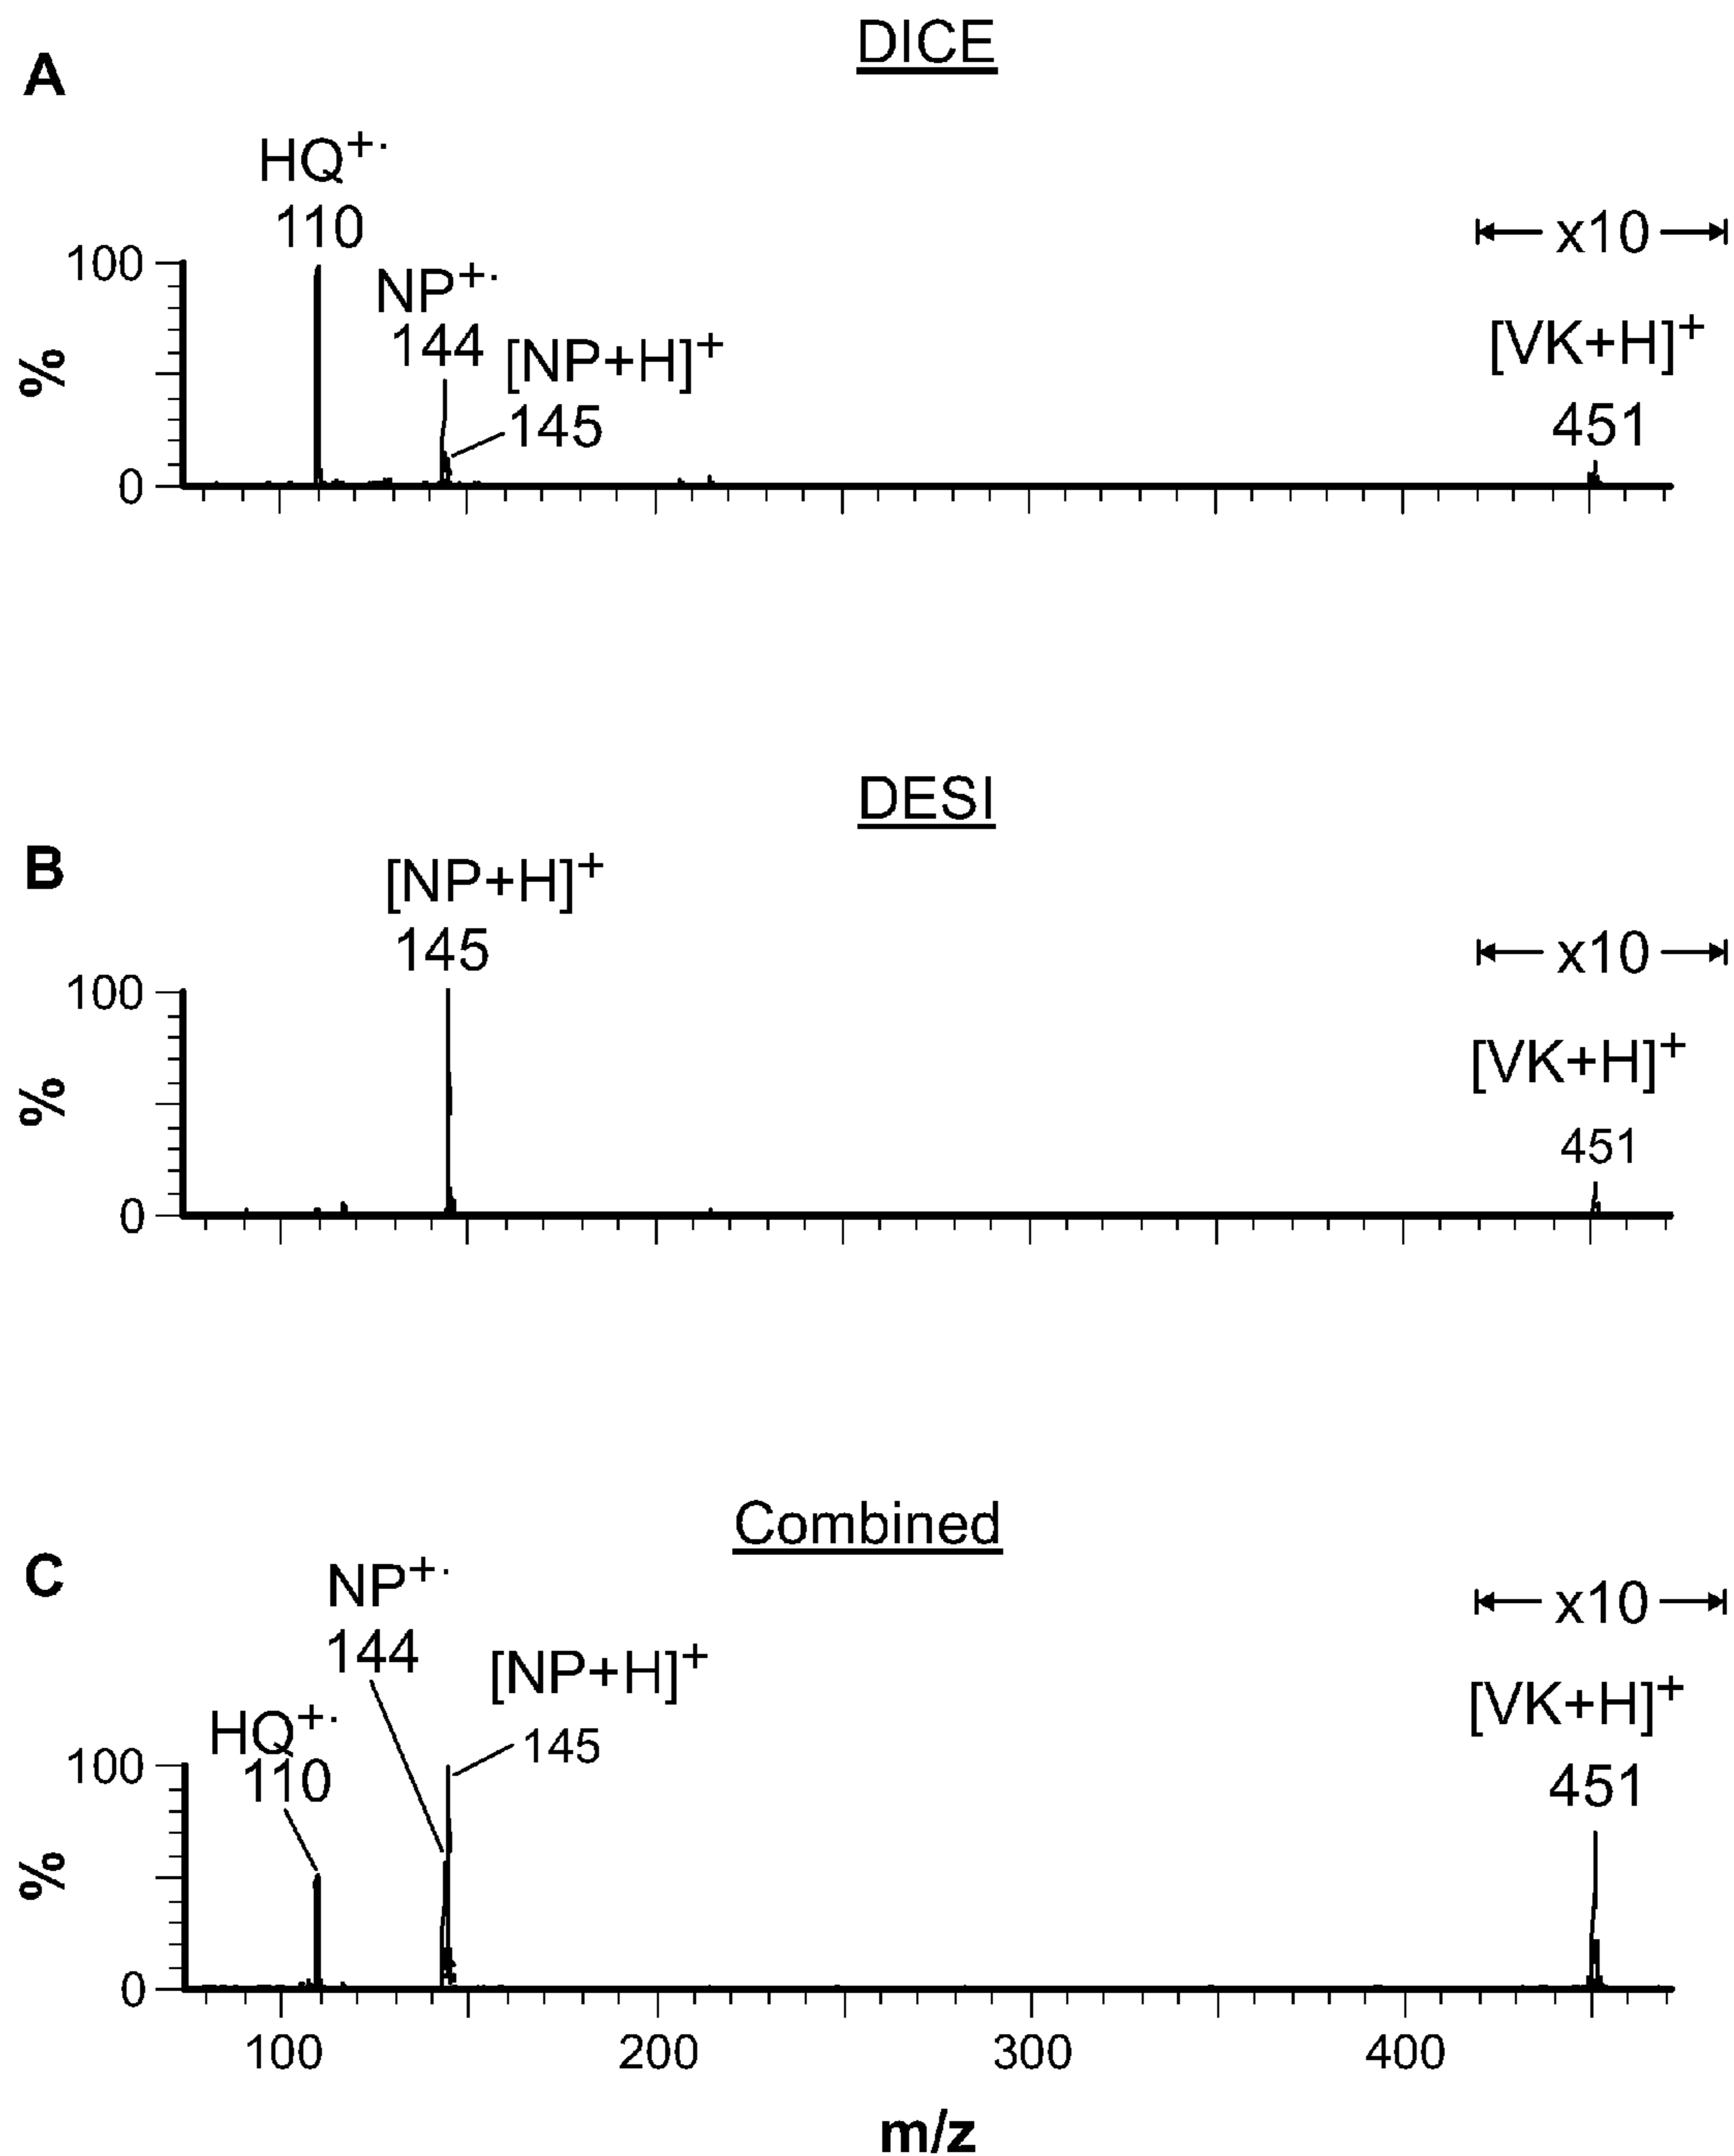 DICE
A
HQ+·
110
x10
100
NP+·
144
[NP+H]+
145
[VK+H]+
451
%
0
DESI
B
[NP+H]+
145
x10
100
[VK+H]+
451
%
0
Combined
C
NP+·
144
x10
[NP+H]+
145
[VK+H]+
451
HQ+·
110
100
%
0
100 200 300 400
m/z